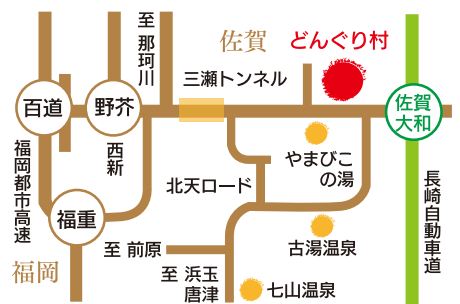 至 那珂川
佐賀
どんぐり村
三瀬トンネル
百道
野芥
佐賀
大和
西新
福岡都市高速
やまびこ
の湯
北天ロード
長崎自動車道
福重
古湯温泉
至 前原
福岡
至 浜玉
唐津
七山温泉